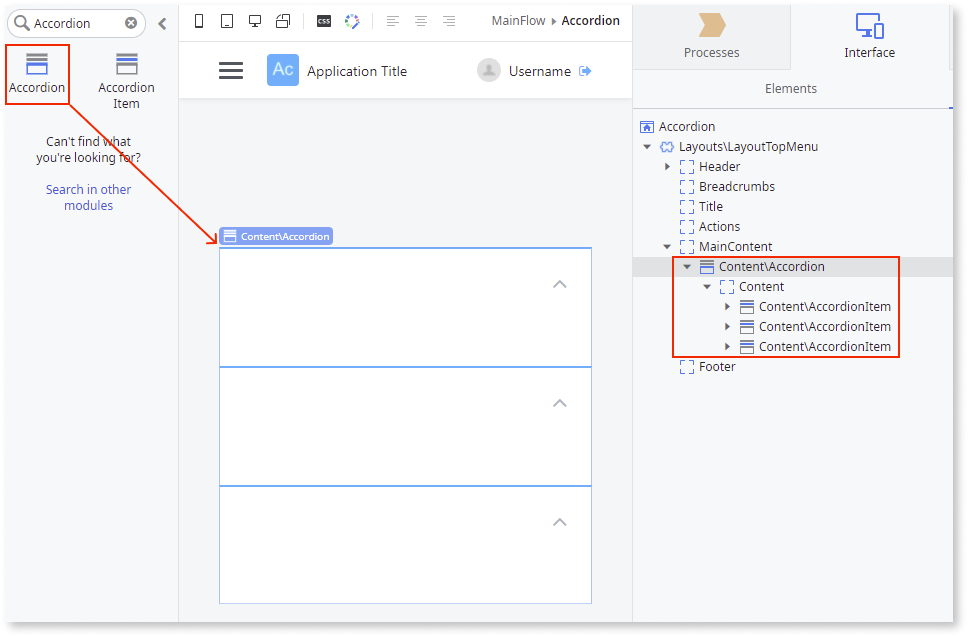 Accordion
Accordion
Accordion
Item
Can't find what
you're looking for?
Search in other
modules
CSS
MainFlow ▸ Accordion
Ac
Application Title
Username
Content\Accordion
Processes
Interface
Elements
Accordion
Layouts\LayoutTopMenu
Header
Breadcrumbs
Title
Actions
MainContent
Content\Accordion
Content
Content\AccordionItem
Content\AccordionItem
Content\AccordionItem
Footer